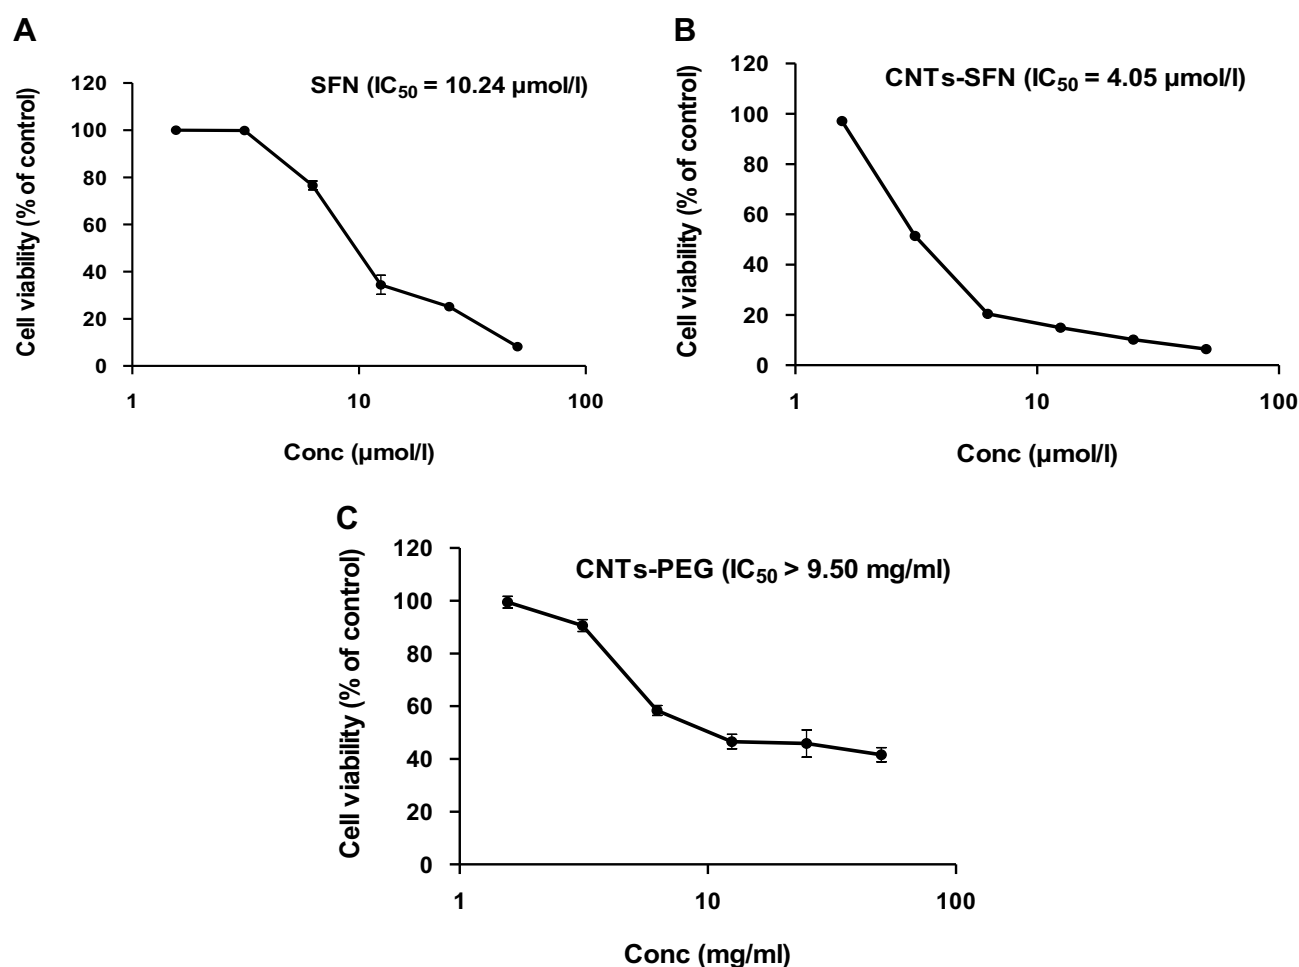 A
SFN (IC50 = 10.24 µmol/l)
Cell viability (% of control)
120
100
80
60
40
20
0
1
10
100
Conc (µmol/l)
B
CNTs-SFN (IC50 = 4.05 µmol/l)
Cell viability (% of control)
120
100
80
60
40
20
0
1
10
100
Conc (µmol/l)
C
CNTs-PEG (IC50 > 9.50 mg/ml)
Cell viability (% of control)
120
100
80
60
40
20
0
1
10
100
Conc (mg/ml)